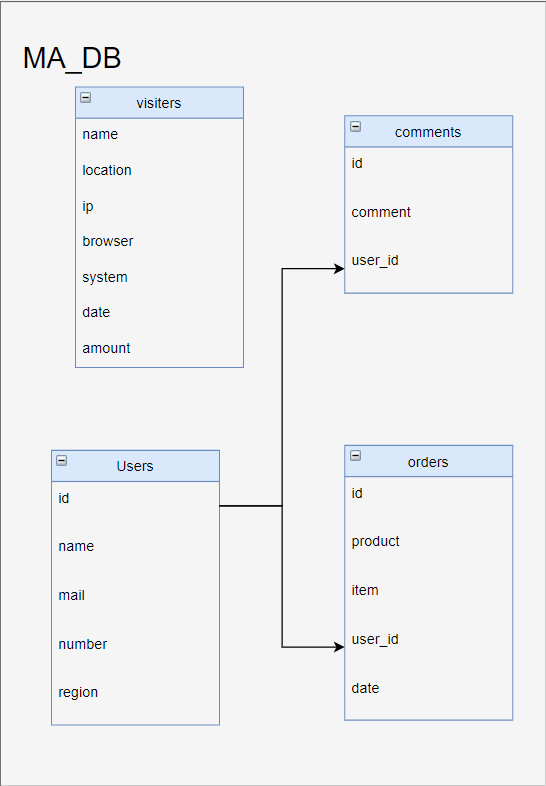 MA_DB
visiters
name
location
ip
browser
system
date
amount
comments
id
comment
user_id
Users
id
name
mail
number
region
orders
id
product
item
user_id
date